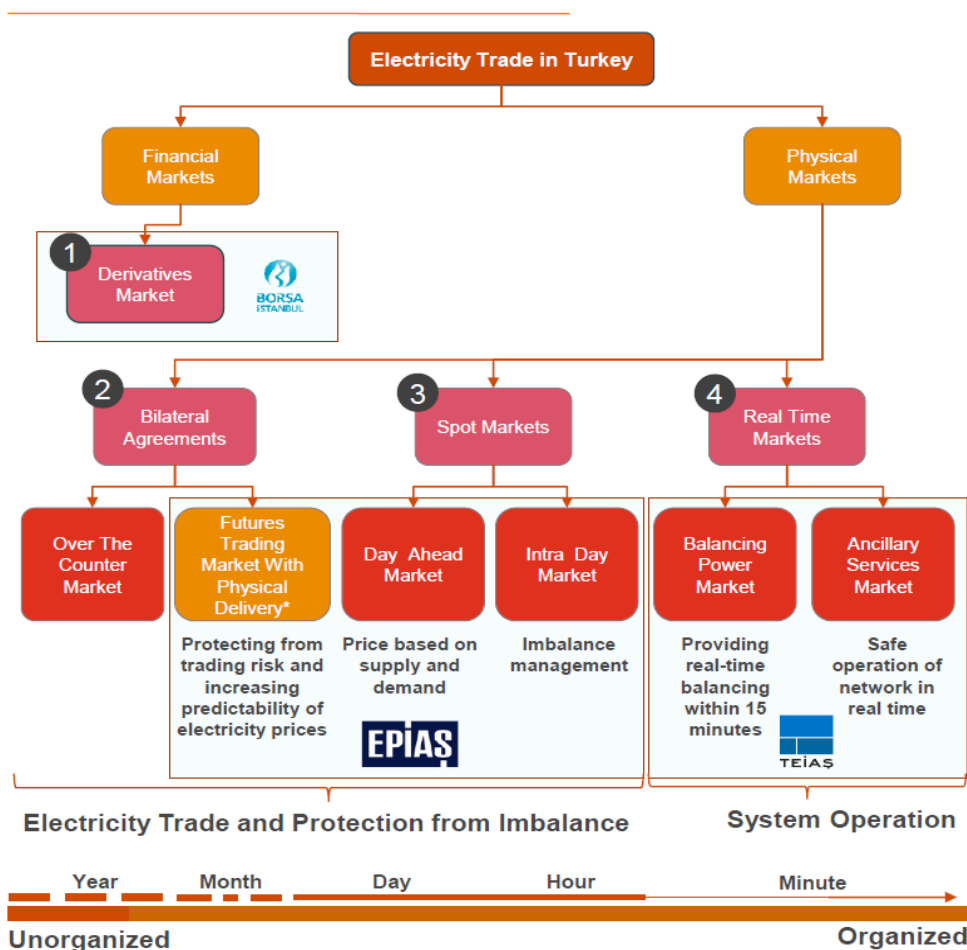 Electricity Trade in Turkey
Financial
Markets
Physical
Markets
1
Derivatives
Market
BORSA
İSTANBUL
2
Bilateral
Agreements
3
Spot Markets
4
Real Time
Markets
Over The
Counter
Market
Futures
Trading
Market With
Physical
Delivery*
Day Ahead
Market
Intra Day
Market
Balancing
Power
Market
Ancillary
Services
Market
Protecting from
trading risk and
increasing
predictability of
electricity prices
Price based on
supply and
demand
Imbalance
management
Providing
real-time
balancing
within 15
minutes
Safe
operation of
network in
real time
EPİAŞ
TEİAŞ
Electricity Trade and Protection from Imbalance
System Operation
Year
Month
Day
Hour
Minute
Unorganized
Organized